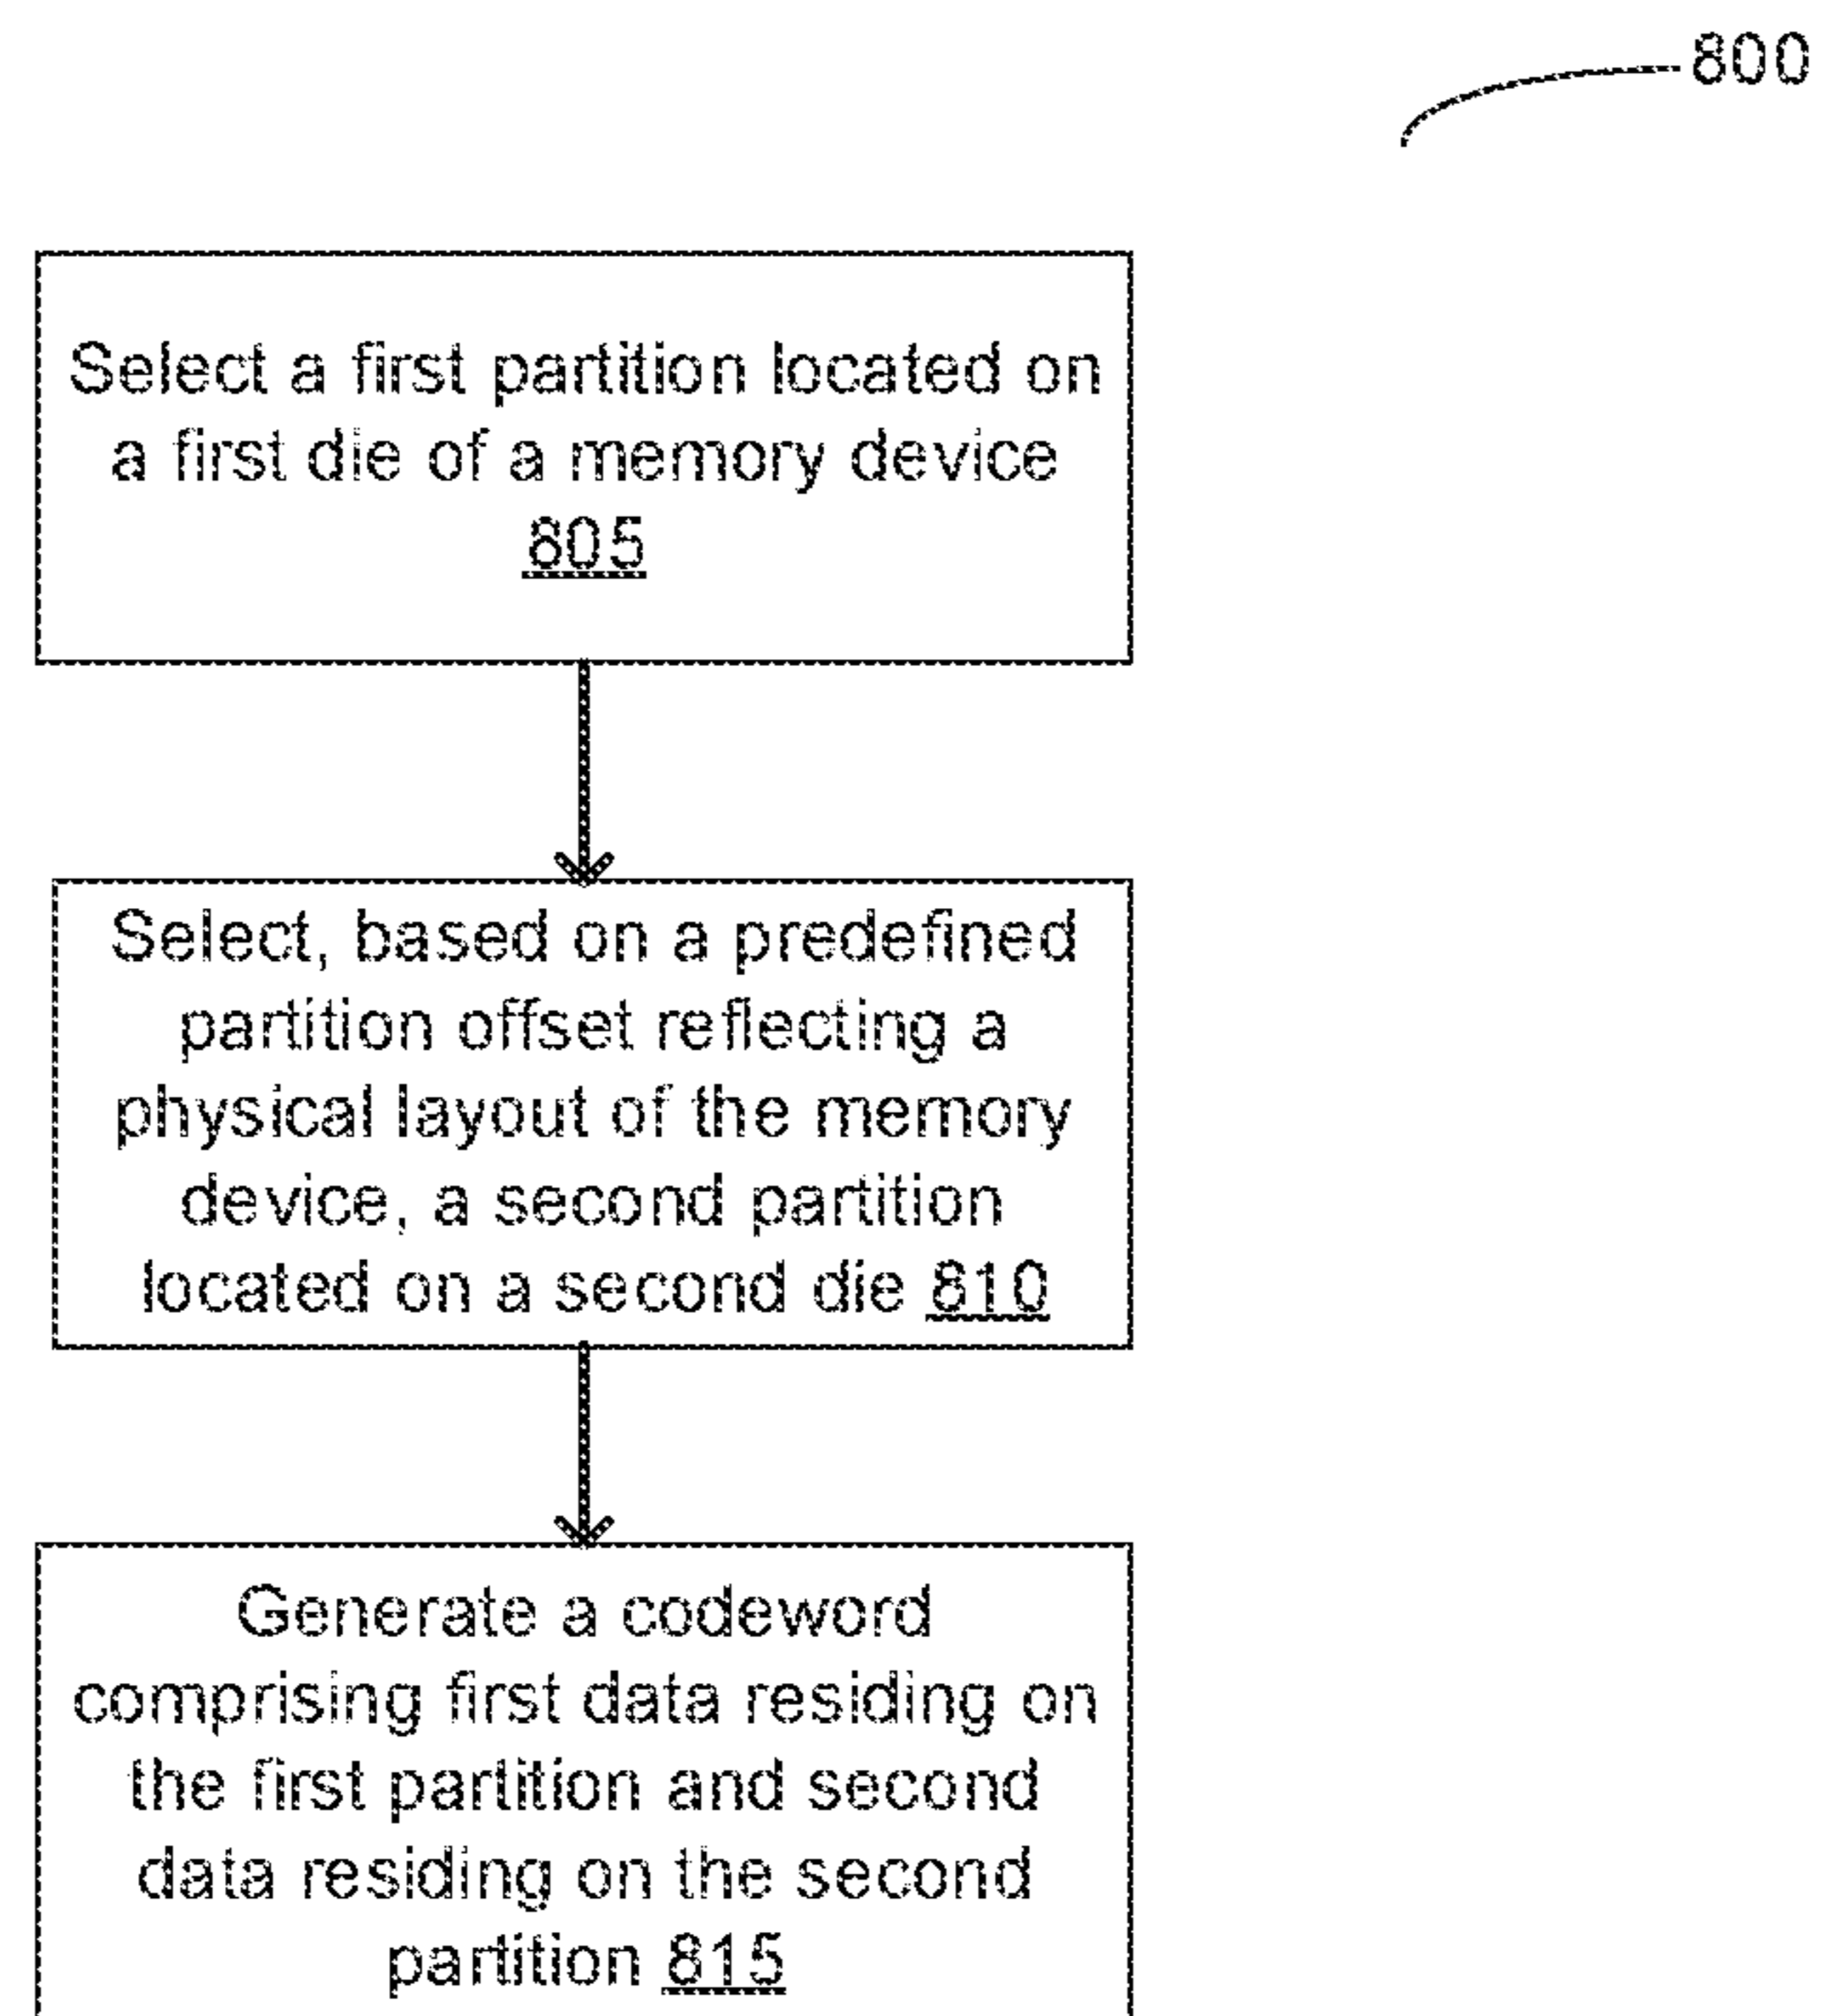 800
Select a first partition located on
a first die of a memory device
805
Select, based on a predefined
partition offset reflecting a
physical layout of the memory
device, a second partition
located on a second die 810
Generate a codeword
comprising first data residing on
the first partition and second
data residing on the second
partition 815